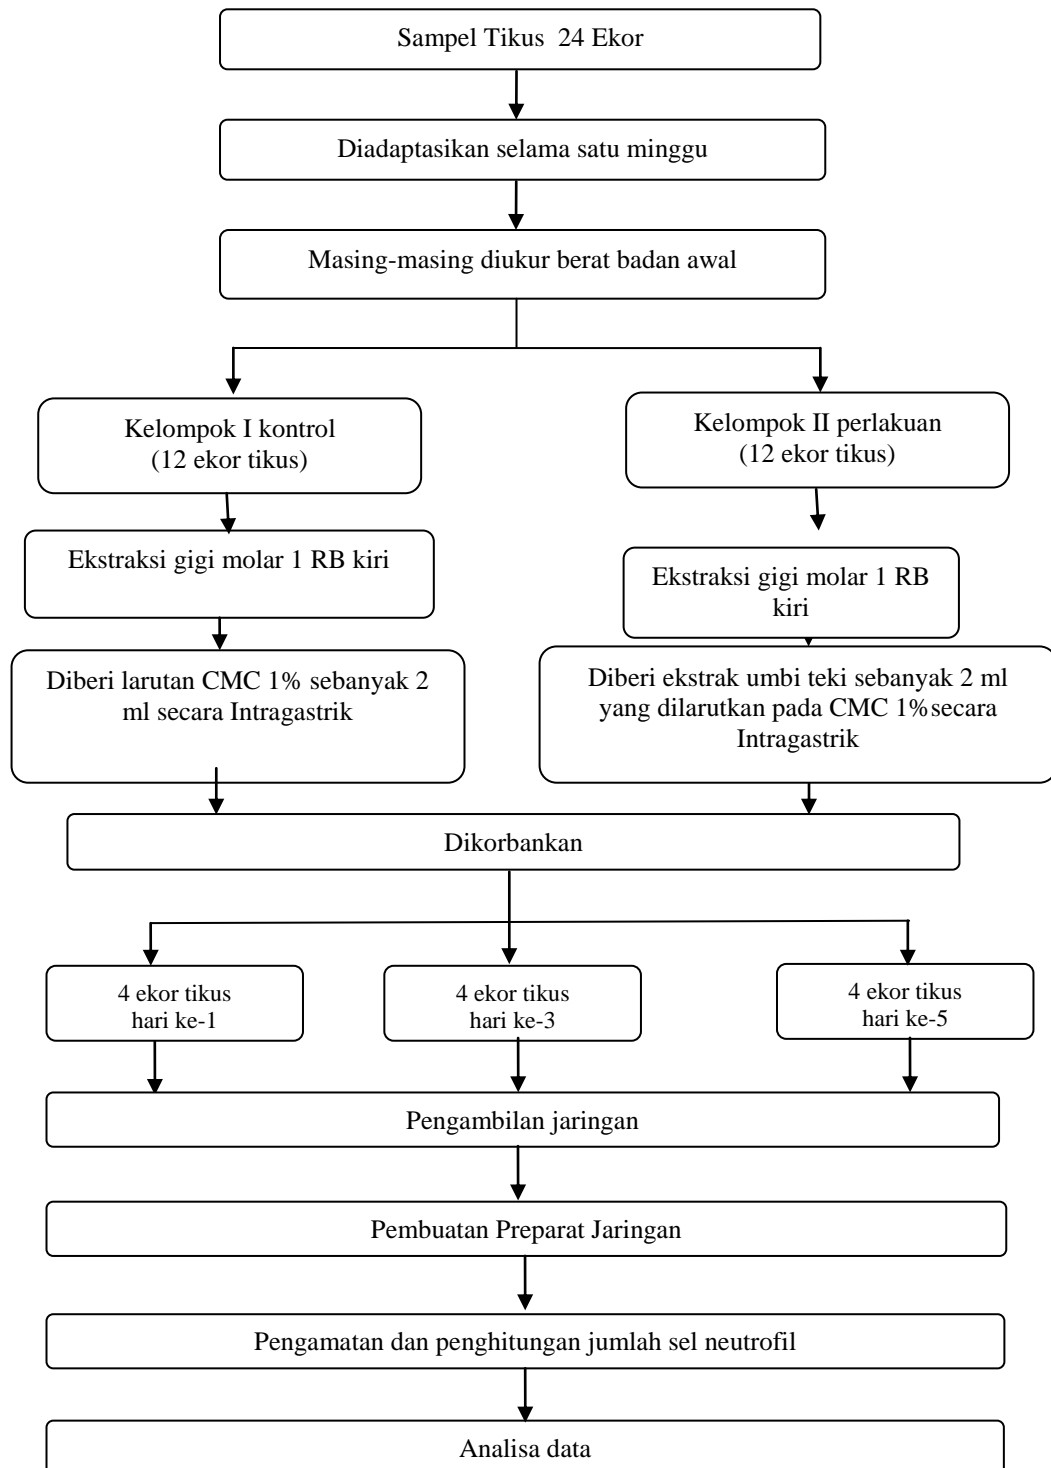 Sampel Tikus 24 Ekor
Diadaptasikan selama satu minggu
Masing-masing diukur berat badan awal
Kelompok I kontrol
(12 ekor tikus)
Kelompok II perlakuan
(12 ekor tikus)
Ekstraksi gigi molar 1 RB kiri
Ekstraksi gigi molar 1 RB
kiri
Diberi larutan CMC 1% sebanyak 2
ml secara Intragastrik
Diberi ekstrak umbi teki sebanyak 2 ml
yang dilarutkan pada CMC 1%secara
Intragastrik
Dikorbankan
4 ekor tikus
hari ke-1
4 ekor tikus
hari ke-3
4 ekor tikus
hari ke-5
Pengambilan jaringan
Pembuatan Preparat Jaringan
Pengamatan dan penghitungan jumlah sel neutrofil
Analisa data